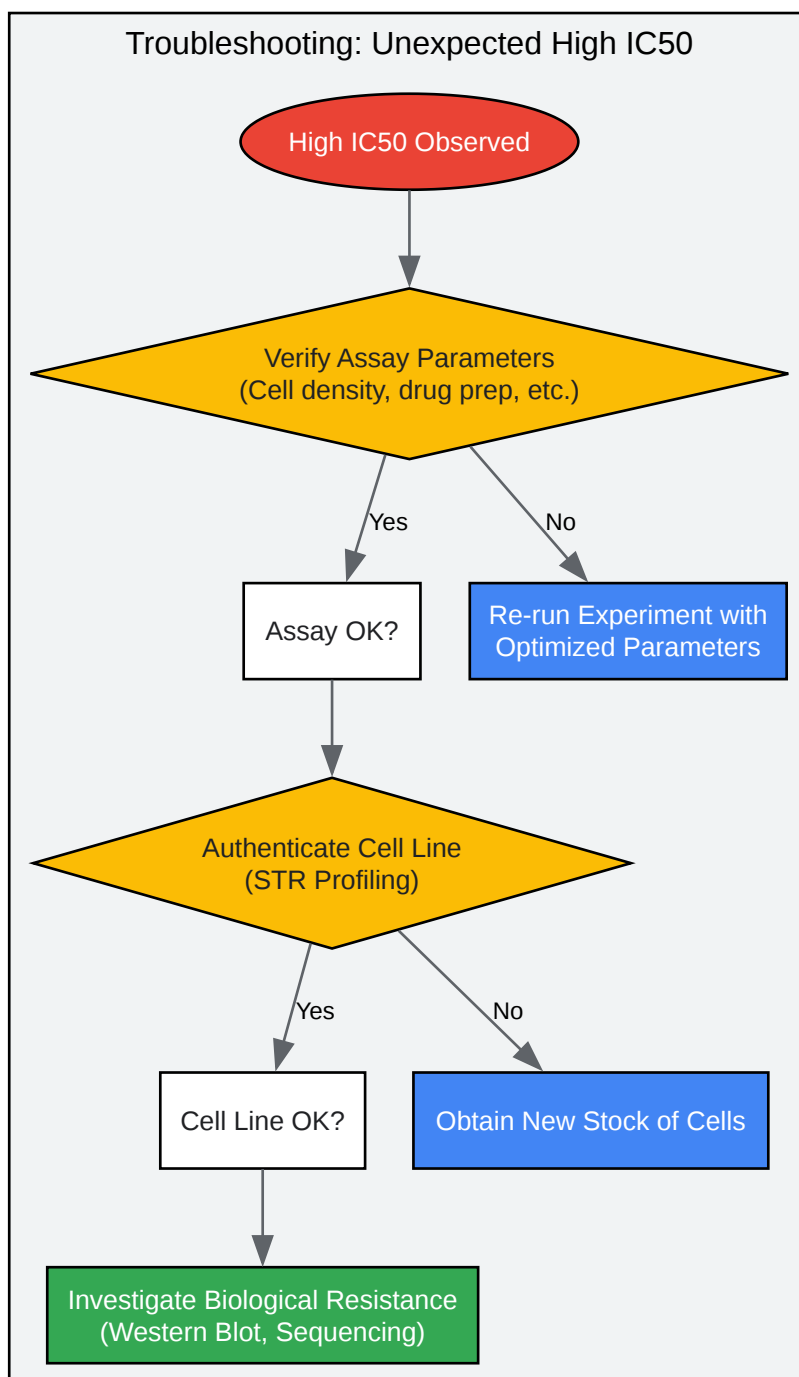 Troubleshooting: Unexpected High IC50
High IC50 Observed
Verify Assay Parameters
(Cell density, drug prep, etc.)
Yes
No
Assay OK?
Re-run Experiment with
Optimized Parameters
Authenticate Cell Line
(STR Profiling)
Yes
No
Cell Line OK?
Obtain New Stock of Cells
Investigate Biological Resistance
(Western Blot, Sequencing)